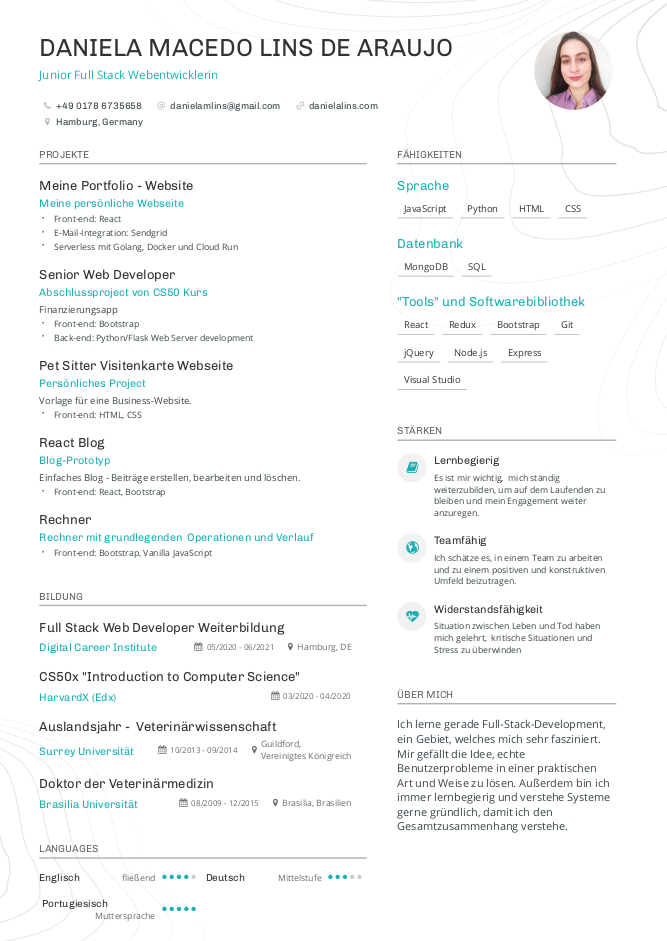 DANIELA MACEDO LINS DE ARAUJO
Junior Full Stack Webentwicklerin
+49 0178 6735658 danielamlins@gmail.com danielalins.com
Hamburg, Germany
PROJEKTE
Meine Portfolio - Website
Meine persönliche Webseite
Front-end: React
E-Mail-Integration: Sendgrid
Serverless mit Golang, Docker und Cloud Run
Senior Web Developer
Abschlussproject von CS50 Kurs
Finanzierungsapp
Front-end: Bootstrap
Back-end: Python/Flask Web Server development
Pet Sitter Visitenkarte Webseite
Persönliches Project
Vorlage für eine Business-Website.
Front-end: HTML, CSS
React Blog
Blog-Prototyp
Einfaches Blog - Beiträge erstellen, bearbeiten und löschen.
Front-end: React, Bootstrap
Rechner
Rechner mit grundlegenden Operationen und Verlauf
Front-end: Bootstrap, Vanilla JavaScript
BILDUNG
Full Stack Web Developer Weiterbildung
Digital Career Institute 05/2020 - 06/2021 Hamburg, DE
CS50x "Introduction to Computer Science"
HarvardX (Edx) 03/2020 - 04/2020
Auslandsjahr - Veterinärwissenschaft
Surrey Universität 10/2013 - 09/2014 Guildford,
Vereinigtes Königreich
Doktor der Veterinärmedizin
Brasilia Universität 08/2009 - 12/2015 Brasilia, Brasilien
LANGUAGES
Englisch fließend Deutsch Mittelstufe
Portugiesisch
Muttersprache
FÄHIGKEITEN
Sprache
JavaScript Python HTML CSS
Datenbank
MongoDB SQL
"Tools" und Softwarebibliothek
React Redux Bootstrap Git
jQuery Node.js Express
Visual Studio
STÄRKEN
Lernbegierig
Es ist mir wichtig, mich ständig
weiterzubilden, um auf dem Laufenden zu
bleiben und mein Engagement weiter
anzuregen.
Teamfähig
Ich schätze es, in einem Team zu arbeiten
und zu einem positiven und konstruktiven
Umfeld beizutragen.
Widerstandsfähigkeit
Situation zwischen Leben und Tod haben
mich gelehrt, kritische Situationen und
Stress zu überwinden
ÜBER MICH
Ich lerne gerade Full-Stack-Development,
ein Gebiet, welches mich sehr fasziniert.
Mir gefällt die Idee, echte
Benutzerprobleme in einer praktischen
Art und Weise zu lösen. Außerdem bin ich
immer lernbegierig und verstehe Systeme
gerne gründlich, damit ich den
Gesamtzusammenhang verstehe.